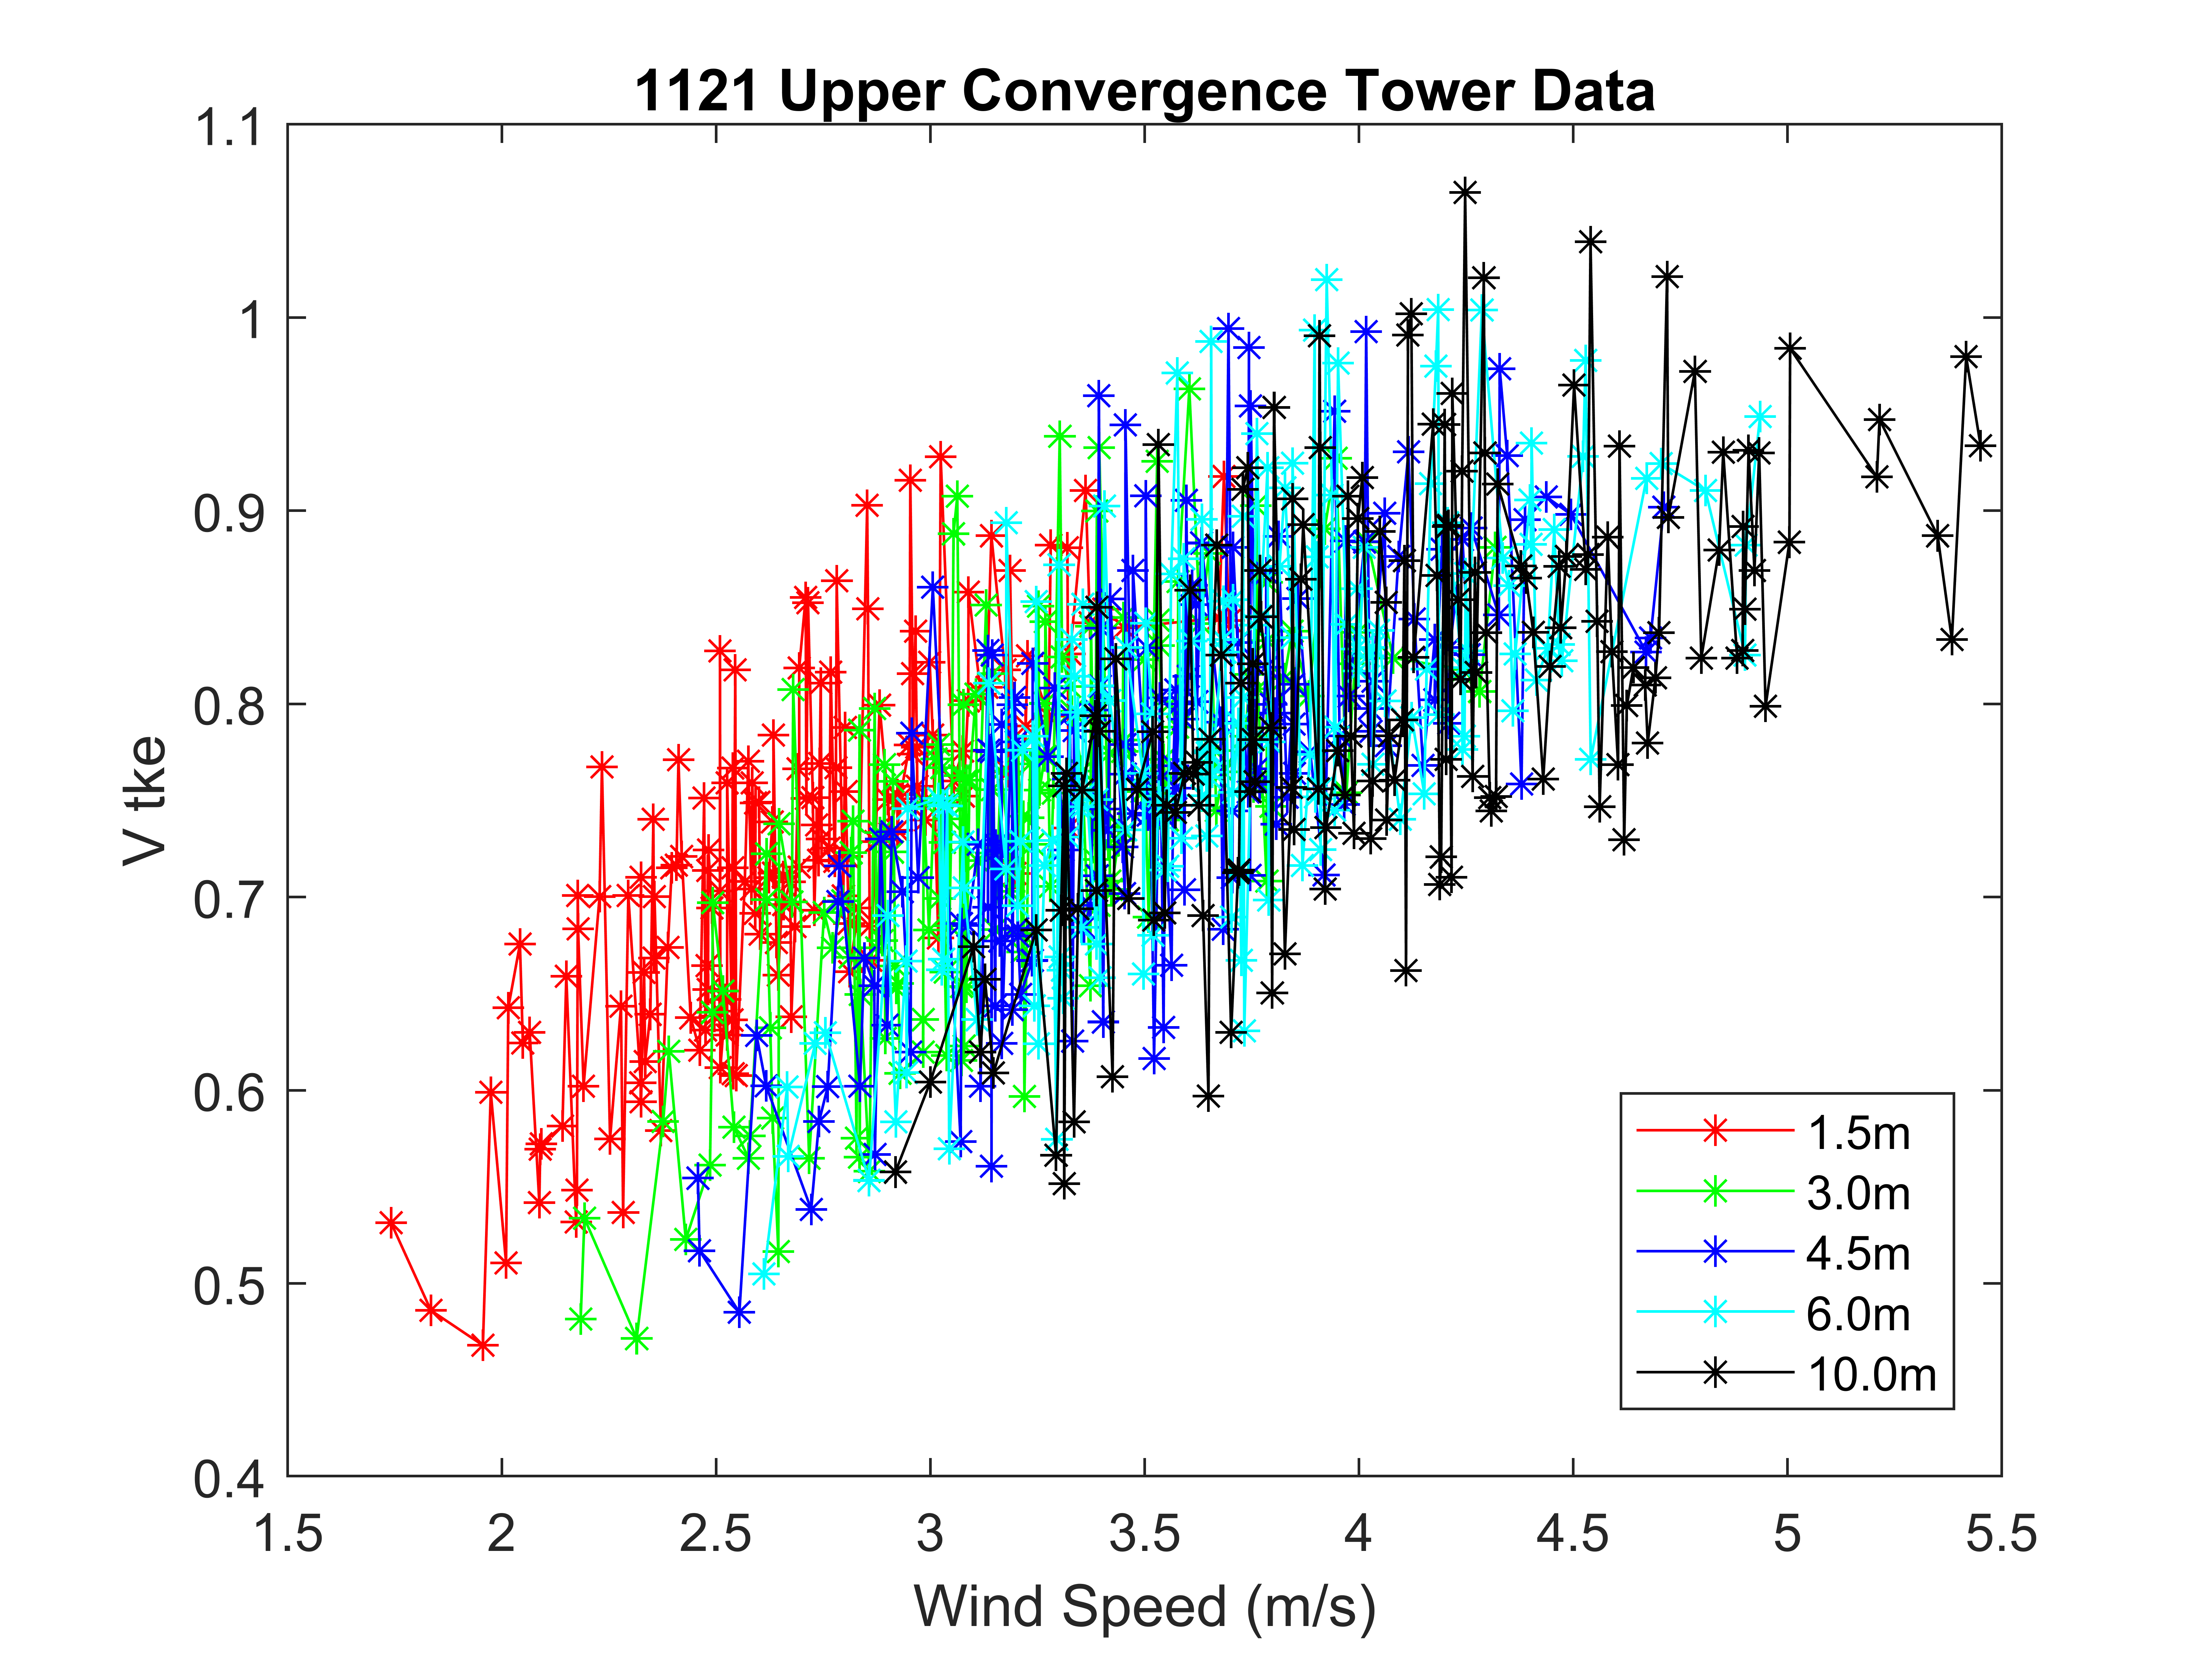 1121 Upper Convergence Tower Data
1.1
1
0.9
0.8
0.7
0.6
0.5
0.4
V tke
1.5m
3.0m
4.5m
6.0m
10.0m
1.5 2 2.5 3 3.5 4 4.5 5 5.5
Wind Speed (m/s)